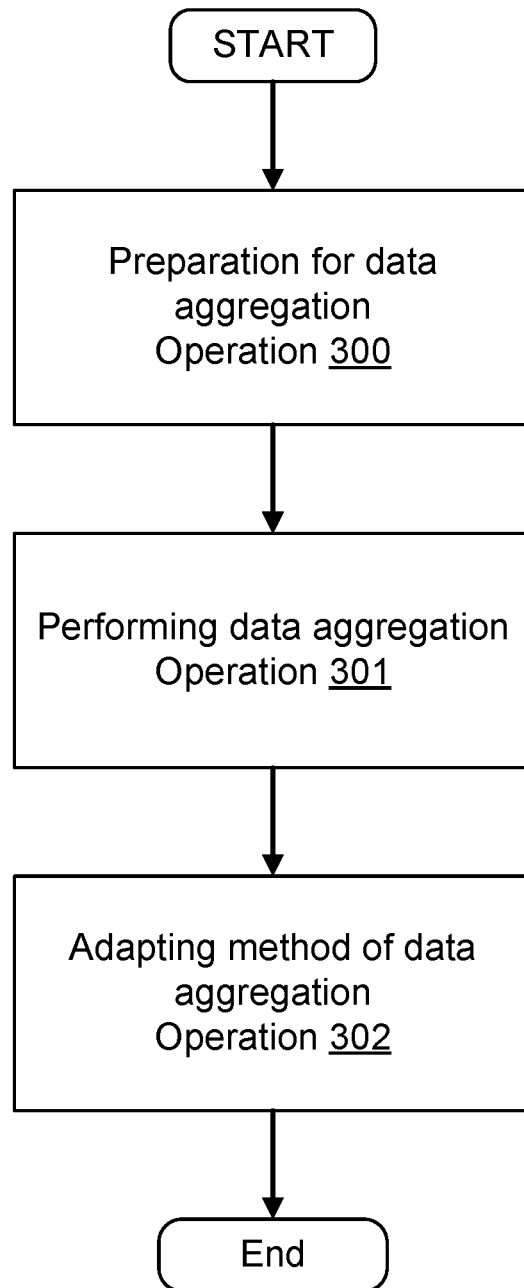 START
Preparation for data
aggregation
Operation 300
Performing data aggregation
Operation 301
Adapting method of data
aggregation
Operation 302
End